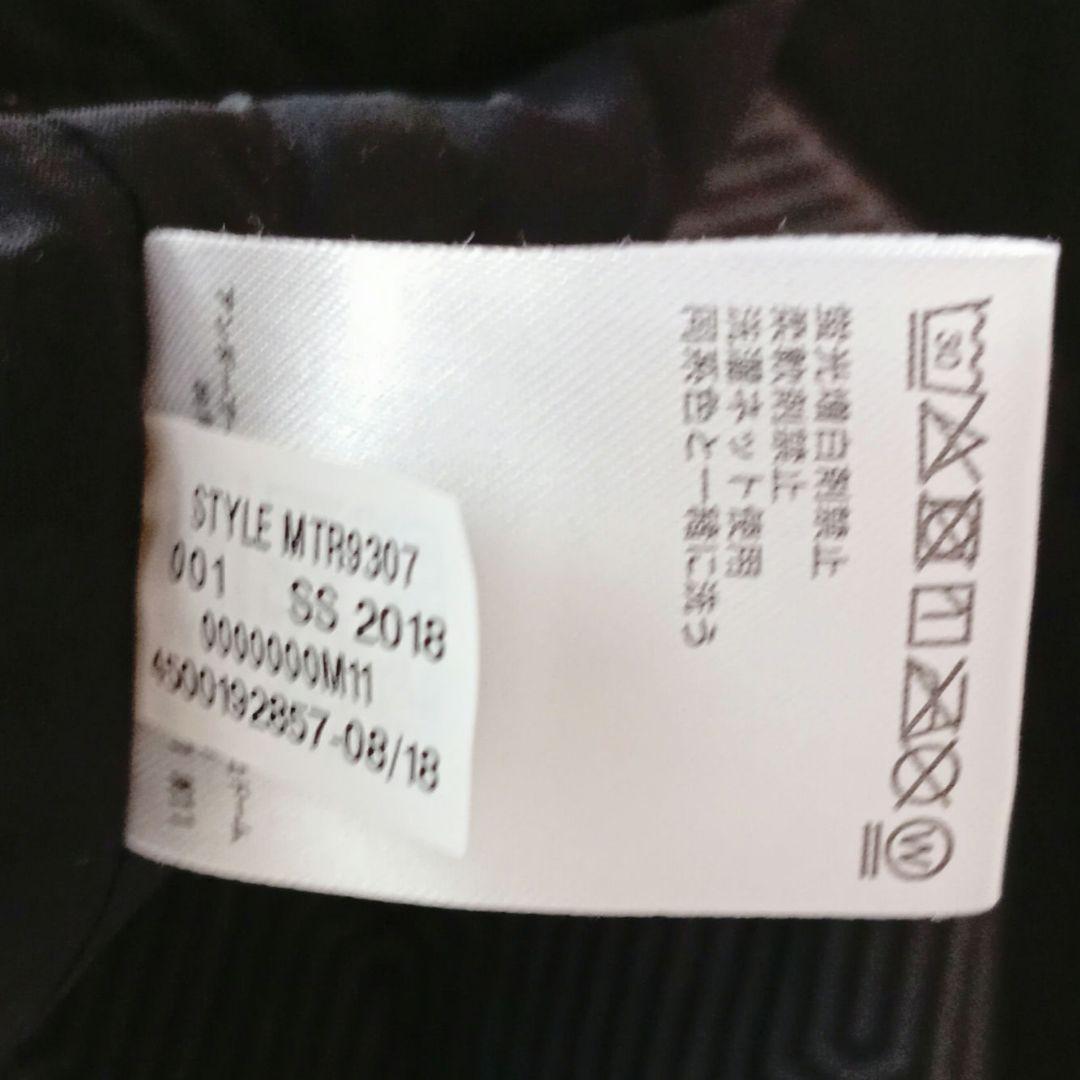 STYLE MTR9307
001 SS 2018
0000000M11
4500192857-08/18
30
蛍光増白剤禁止
柔軟剤禁止
洗濯ネット使用
同系色と一緒に洗う
W